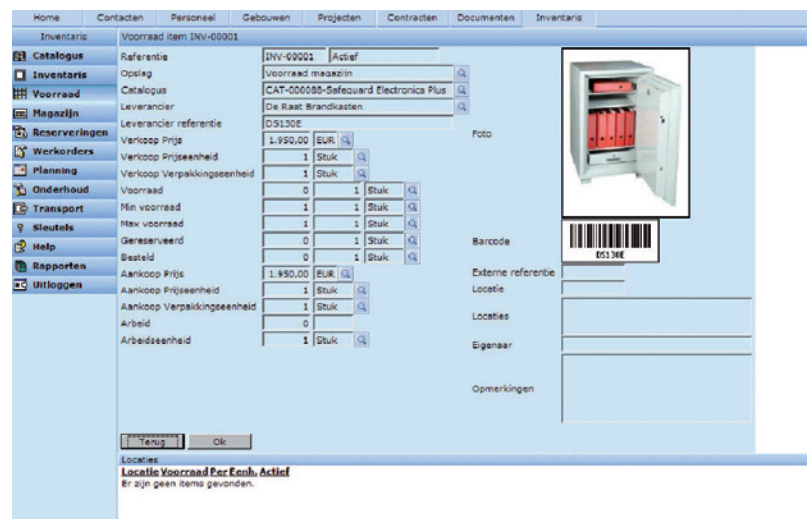 Home Contacten Personeel Gebouwen Projecten Contracten Documenten Inventaris
Inventaris
Voorraad item INV-00001
Catalogus
Inventaris
Voorraad
Magazijn
Reserveringen
Werkorders
Planning
Onderhoud
Transport
Sleutels
Help
Rapporten
Uitloggen
Referentie INV-00001 Actief
Opslag Voorraad magazijn
Catalogus CAT-000088-Safeguard Electronics Plus
Leverancier De Raat Brandkasten
Leverancier referentie DS130E
Verkoop Prijs 1.950,00 EUR
Verkoop Prijseenheid 1 Stuk
Verkoop Verpakkingseenheid 1 Stuk
Voorraad 0 1 Stuk
Min voorraad 1 1 Stuk
Max voorraad 1 1 Stuk
Gereserveerd 0 1 Stuk
Besteld 0 1 Stuk
Aankoop Prijs 1.950,00 EUR
Aankoop Prijseenheid 1 Stuk
Aankoop Verpakkingseenheid 1 Stuk
Arbeid 0
Arbeidseenheid 1 Stuk
Foto
Barcode
DS130E
Externe referentie
Locatie
Locaties
Eigenaar
Opmerkingen
Terug Ok
Locaties
Locatie Voorraad Per Eenh. Actief
Er zijn geen items gevonden.